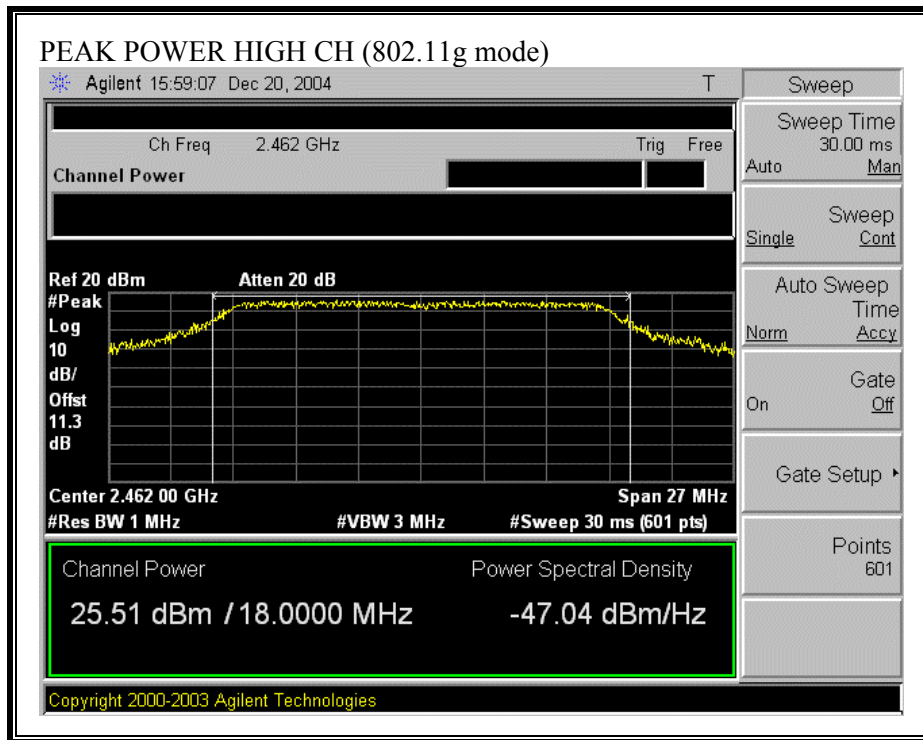 PEAK POWER HIGH CH (802.11g mode)
Agilent 15:59:07 Dec 20, 2004 T
Ch Freq 2.462 GHz Trig Free
Channel Power
Ref 20 dBm Atten 20 dB
#Peak
Log
10
dB/
Offst
11.3
dB
Center 2.462 00 GHz Span 27 MHz
#Res BW 1 MHz #VBW 3 MHz #Sweep 30 ms (601 pts)
Channel Power Power Spectral Density
25.51 dBm / 18.0000 MHz -47.04 dBm/Hz
Copyright 2000-2003 Agilent Technologies
Sweep
Sweep Time
30.00 ms
Auto Man
Sweep
Single Cont
Auto Sweep
Time
Norm Accy
Gate
On Off
Gate Setup
Points
601